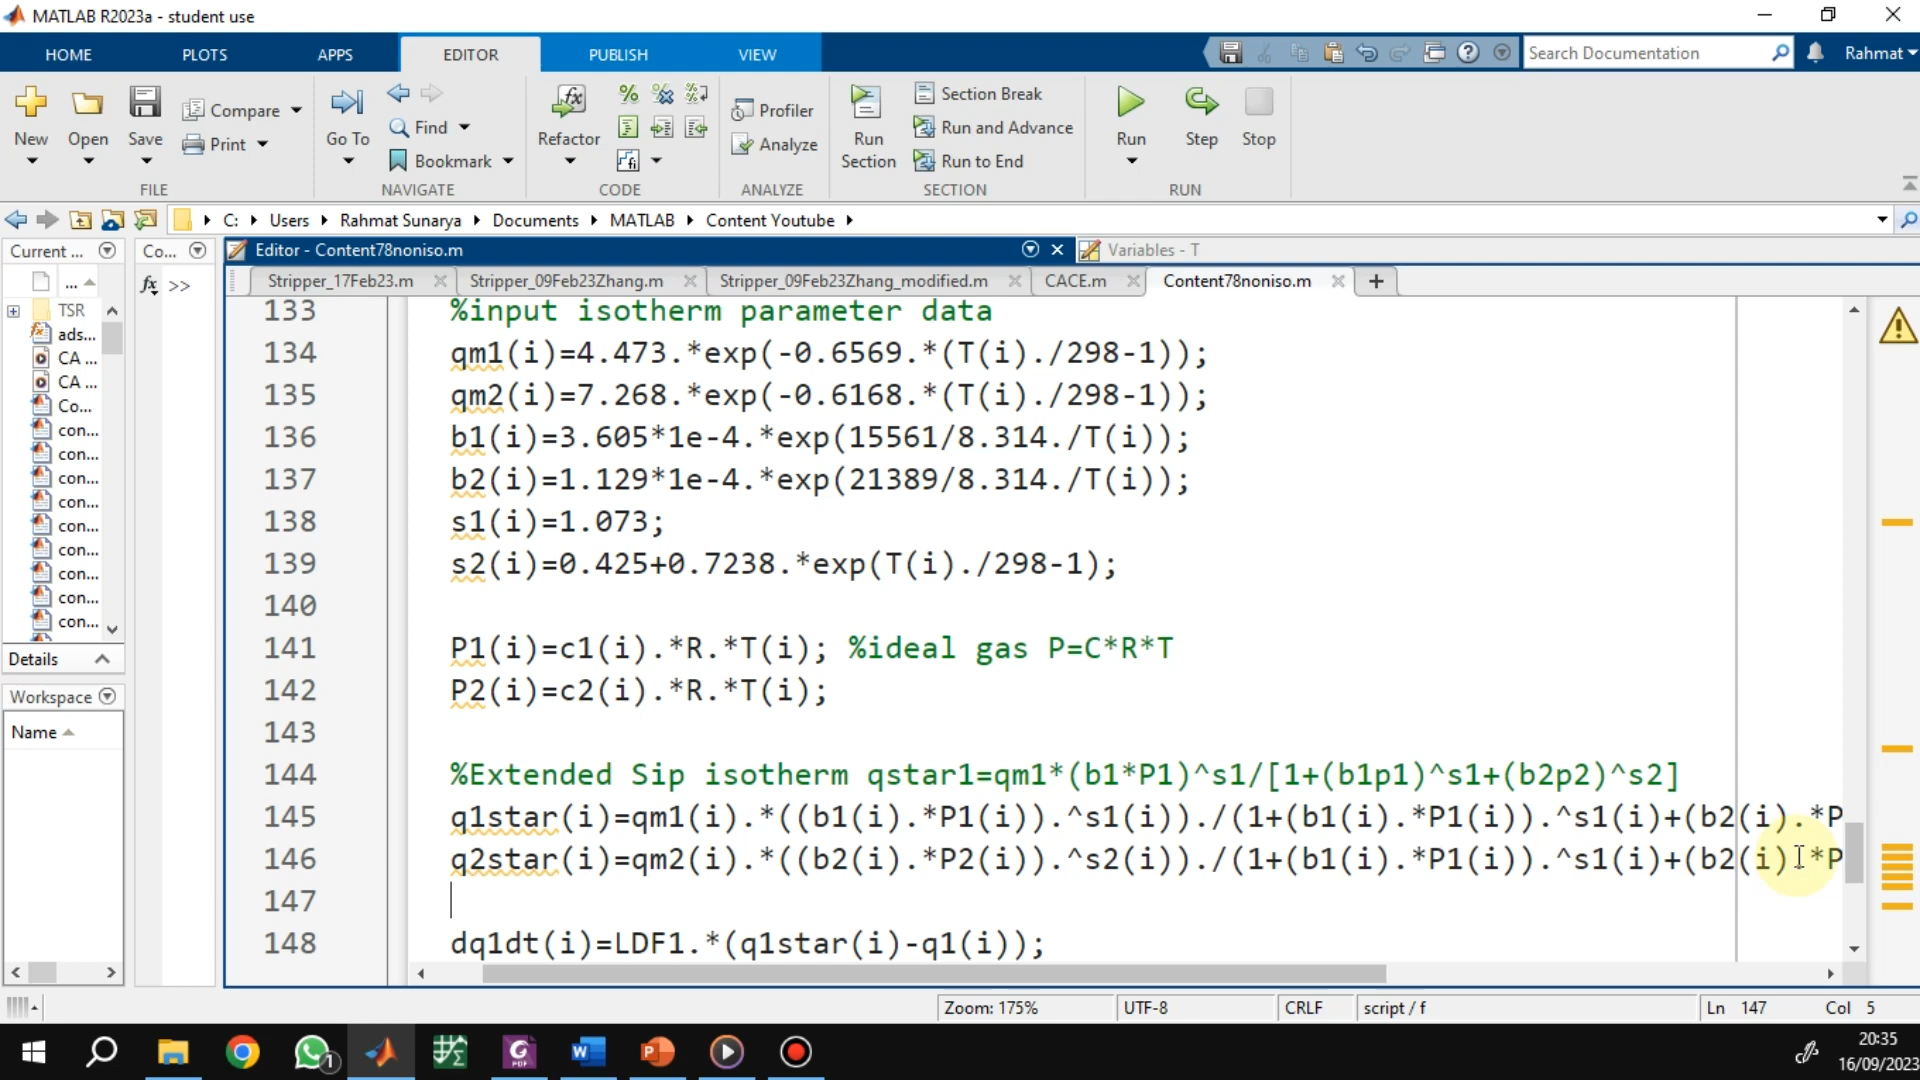 MATLAB R2023a - student use
HOME PLOTS APPS EDITOR PUBLISH VIEW
Search Documentation
Rahmat
New Open Save Compare Print
Go To Find Bookmark
Refactor
Profiler
Analyze
Run Section
Section Break
Run and Advance
Run to End
Run Step Stop
FILE NAVIGATE CODE ANALYZE SECTION RUN
C: Users Rahmat Sunarya Documents MATLAB Content Youtube
Current ...
Co...
Editor - Content78noniso.m
Variables - T
Stripper_17Feb23.m
Stripper_09Feb23Zhang.m
Stripper_09Feb23Zhang_modified.m
CACE.m
Content78noniso.m
...
fx >>
TSR
ads...
CA ...
CA ...
Co...
con...
con...
con...
con...
con...
con...
con...
con...
con...
Details
Workspace
Name
133 %input isotherm parameter data
134 qm1(i)=4.473.*exp(-0.6569.*(T(i)./298-1));
135 qm2(i)=7.268.*exp(-0.6168.*(T(i)./298-1));
136 b1(i)=3.605*1e-4.*exp(15561/8.314./T(i));
137 b2(i)=1.129*1e-4.*exp(21389/8.314./T(i));
138 s1(i)=1.073;
139 s2(i)=0.425+0.7238.*exp(T(i)./298-1);
140
141 P1(i)=c1(i).*R.*T(i); %ideal gas P=C*R*T
142 P2(i)=c2(i).*R.*T(i);
143
144 %Extended Sip isotherm qstar1=qm1*(b1*P1)^s1/[1+(b1p1)^s1+(b2p2)^s2]
145 q1star(i)=qm1(i).*((b1(i).*P1(i)).^s1(i))./(1+(b1(i).*P1(i)).^s1(i)+(b2(i).*P
146 q2star(i)=qm2(i).*((b2(i).*P2(i)).^s2(i))./(1+(b1(i).*P1(i)).^s1(i)+(b2(i).*P
147
148 dq1dt(i)=LDF1.*(q1star(i)-q1(i));
Zoom: 175% UTF-8 CRLF script / f Ln 147 Col 5
20:35
16/09/2023